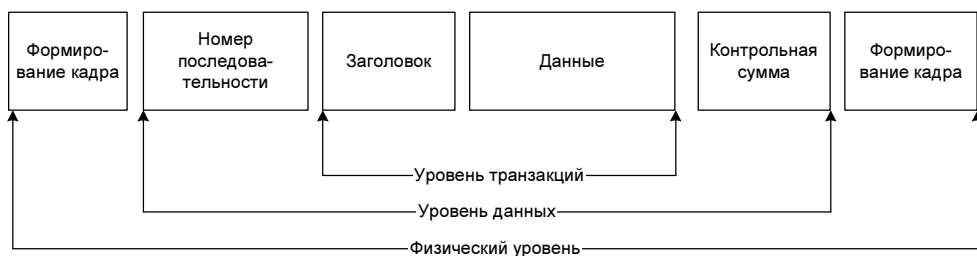 Формиро-
вание кадра
Номер
последова-
тельности
Заголовок
Данные
Контрольная
сумма
Формиро-
вание кадра
Уровень транзакций
Уровень данных
Физический уровень